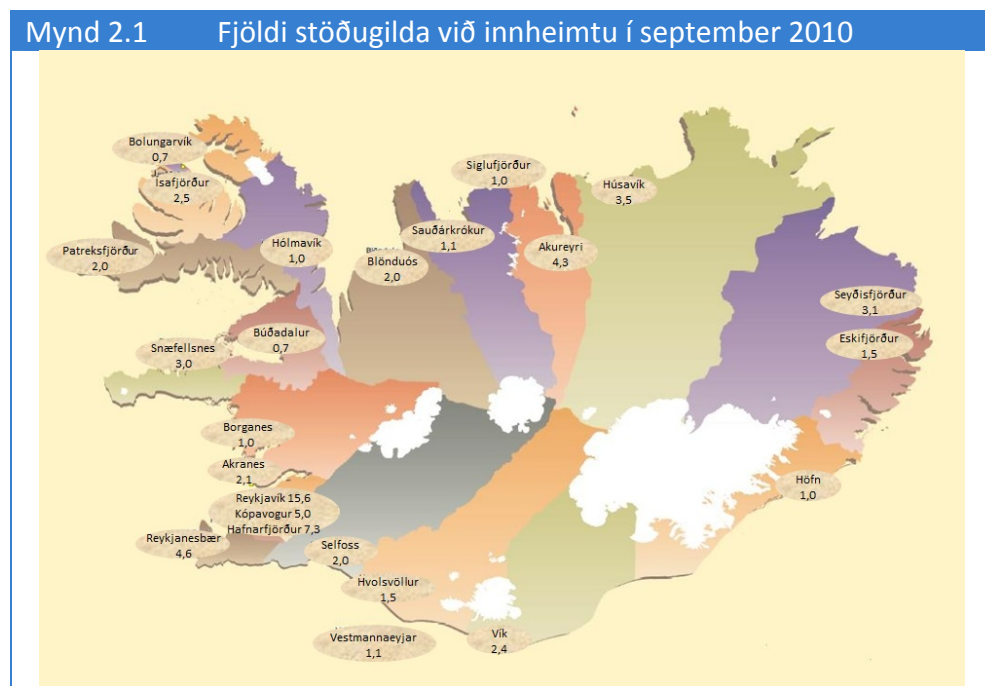 Mynd 2.1 Fjöldi stöðugilda við innheimtu í september 2010
Bolungarvík
0,7
Ísafjörður
2,5
Siglufjörður
1,0
Húsavík
3,5
Patreksfjörður
2,0
Hólmavík
1,0
Sauðárkrókur
1,1
Blönduós
2,0
Akureyri
4,3
Seyðisfjörður
3,1
Búðadalur
0,7
Eskifjörður
1,5
Snæfellsnes
3,0
Borganes
1,0
Akranes
2,1
Höfn
1,0
Reykjavík 15,6
Kópavogur 5,0
Hafnarfjörður 7,3
Reykjanesbær
4,6
Selfoss
2,0
Hvolsvöllur
1,5
Vestmannaeyjar
1,1
Vík
2,4